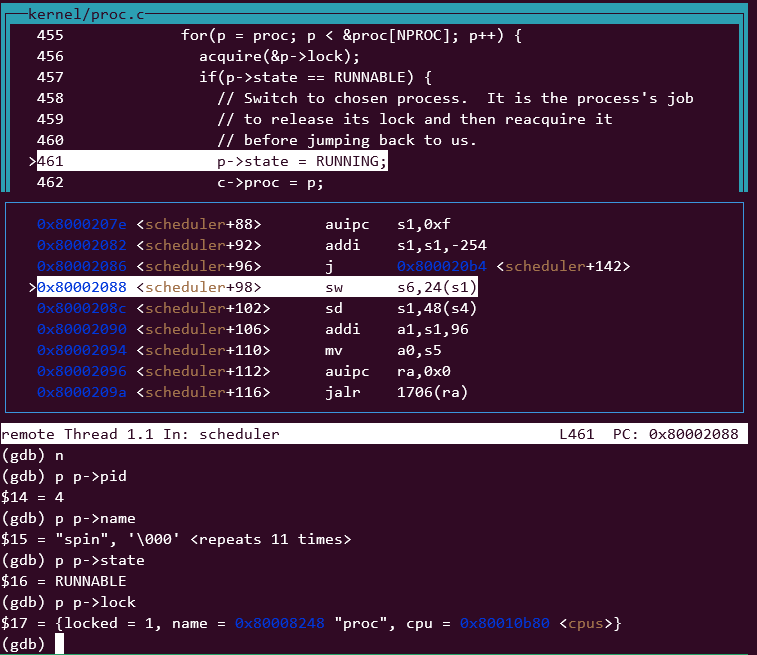 kernel/proc.c
455 for(p = proc; p < &proc[NPROC]; p++) {
456 acquire(&p->lock);
457 if(p->state == RUNNABLE) {
458 // Switch to chosen process.  It is the process's job
459 // to release its lock and then reacquire it
460 // before jumping back to us.
>461 p->state = RUNNING;
462 c->proc = p;
0x8000207e <scheduler+88> auipc s1,0xf
0x80002082 <scheduler+92> addi s1,s1,-254
0x80002086 <scheduler+96> j 0x800020b4 <scheduler+142>
>0x80002088 <scheduler+98> sw s6,24(s1)
0x8000208c <scheduler+102> sd s1,48(s4)
0x80002090 <scheduler+106> addi a1,s1,96
0x80002094 <scheduler+110> mv a0,s5
0x80002096 <scheduler+112> auipc ra,0x0
0x8000209a <scheduler+116> jalr 1706(ra)
remote Thread 1.1 In: scheduler L461 PC: 0x80002088
(gdb) n
(gdb) p p->pid
$14 = 4
(gdb) p p->name
$15 = "spin", '\000' <repeats 11 times>
(gdb) p p->state
$16 = RUNNABLE
(gdb) p p->lock
$17 = {locked = 1, name = 0x80008248 "proc", cpu = 0x80010b80 <cpus>}
(gdb)